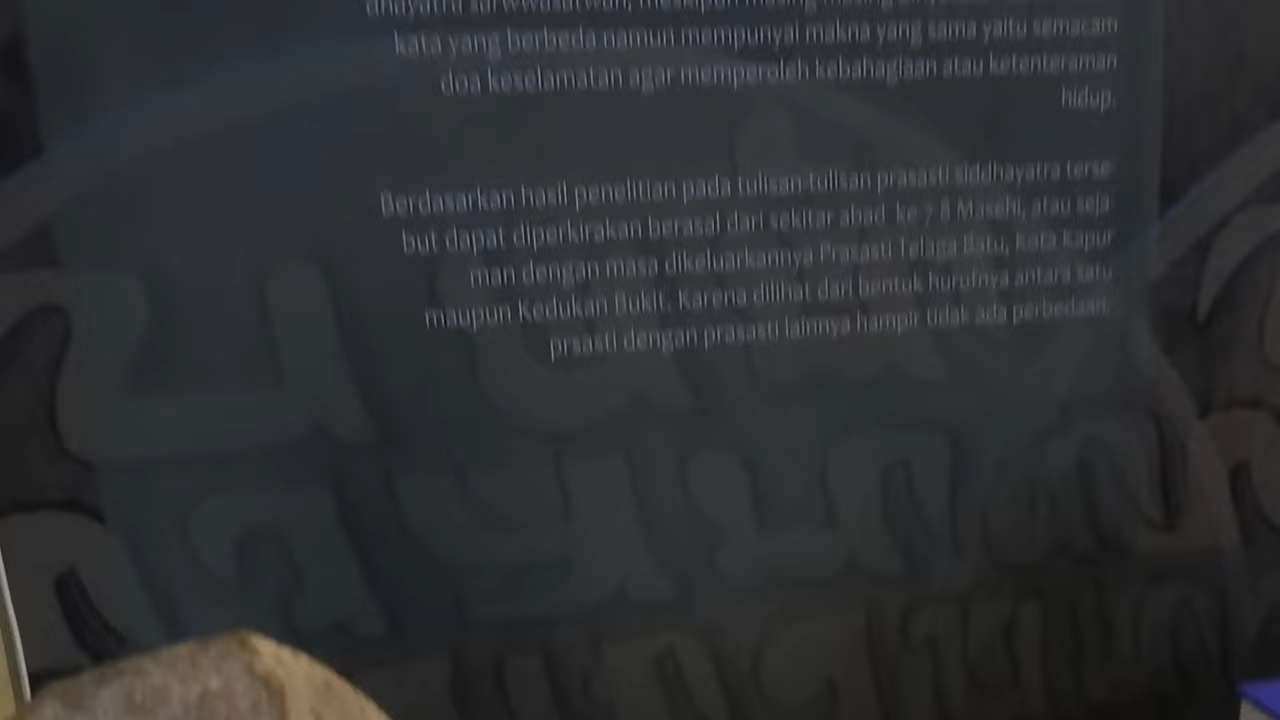 kata yang berbeda namun mempunyai makna yang sama yaitu semacam
doa keselamatan agar memperoleh kebahagiaan atau ketenteraman
hidup.
Berdasarkan hasil penelitian pada tulisan-tulisan prasasti siddhayatra terse
but dapat diperkirakan berasal dari sekitar abad ke 7-8 Masehi, atau seja
man dengan masa dikeluarkannya Prasasti Telaga Batu, kota Kapur
maupun Kedukan Bukit. Karena dilihat dari bentuk hurufnya antara satu
prsasti dengan prasasti lainnya hampir tidak ada perbedaan.